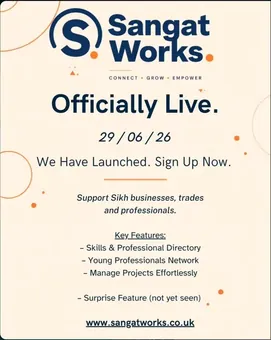 S.
Sangat
Works.
CONNECT • GROW • EMPOWER
Officially Live.
29 / 06 / 26
We Have Launched. Sign Up Now.
Support Sikh businesses, trades
and professionals.
Key Features:
– Skills & Professional Directory
– Young Professionals Network
– Manage Projects Effortlessly
– Surprise Feature (not yet seen)
www.sangatworks.co.uk